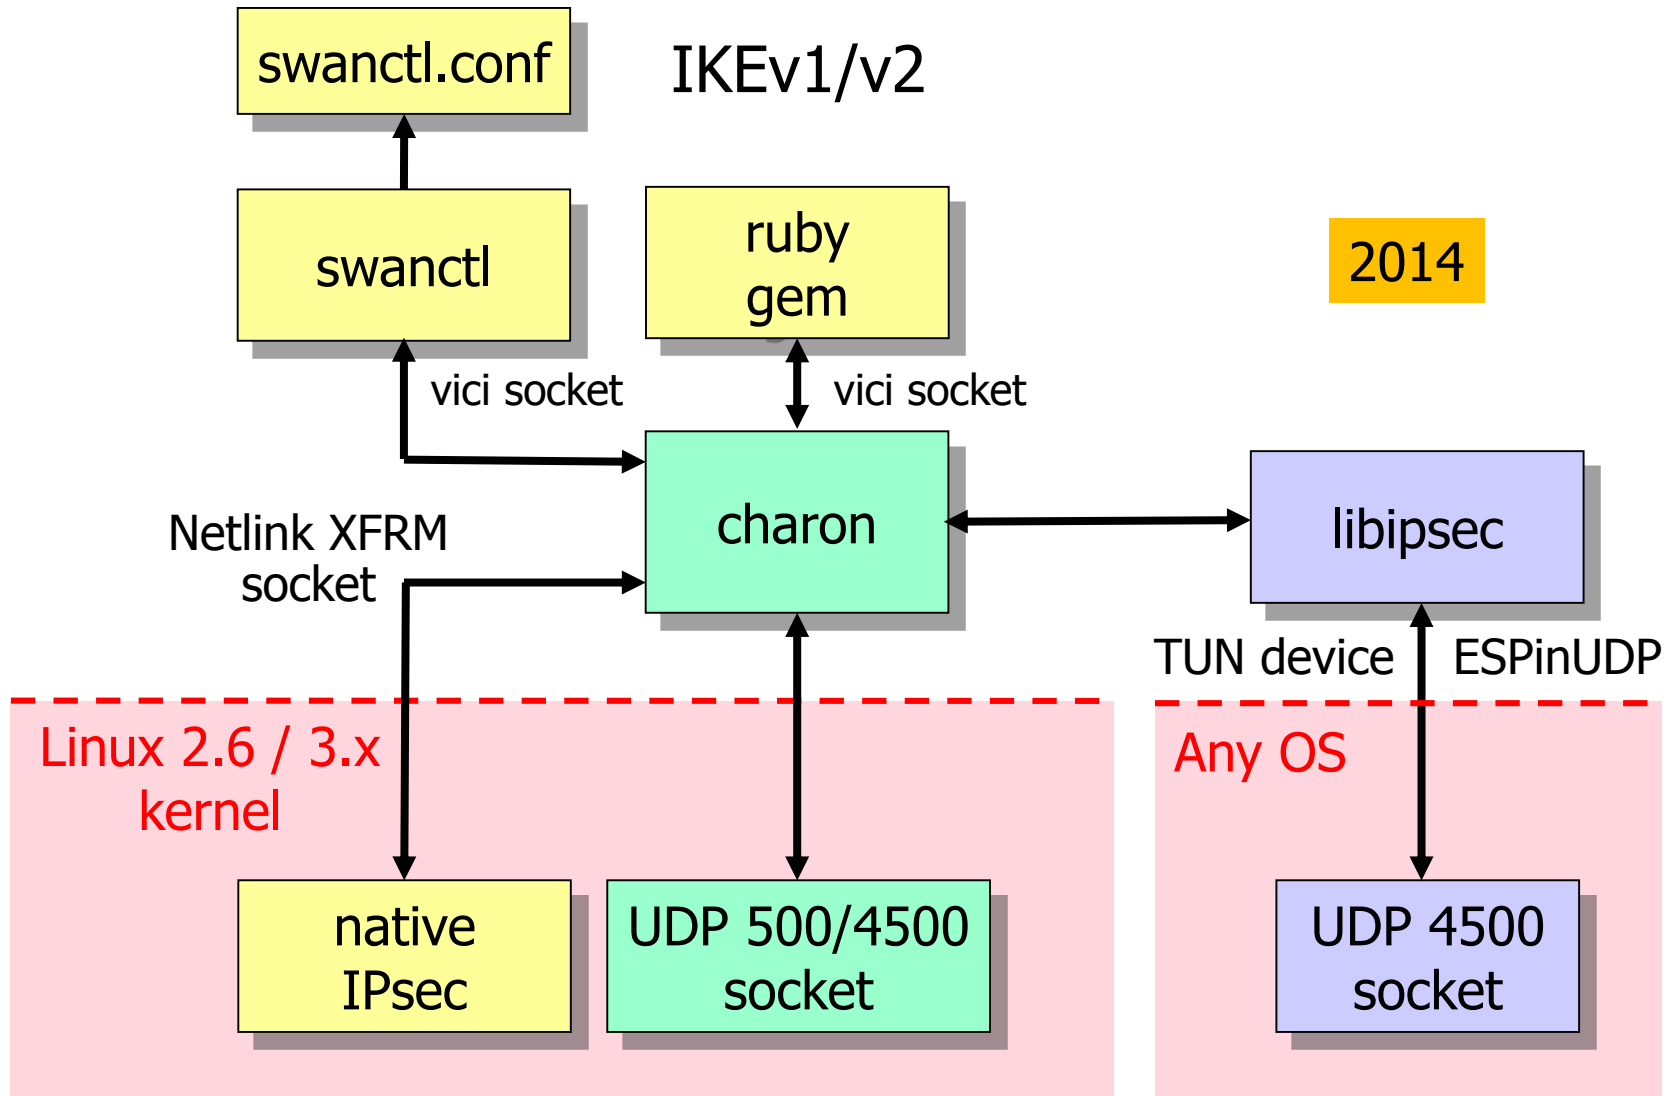 swanctl.conf
IKEv1/v2
swanctl
ruby
gem
2014
vici socket
vici socket
charon
libipsec
Netlink XFRM
socket
TUN device
ESPinUDP
Linux 2.6 / 3.x
kernel
Any OS
native
IPsec
UDP 500/4500
socket
UDP 4500
socket